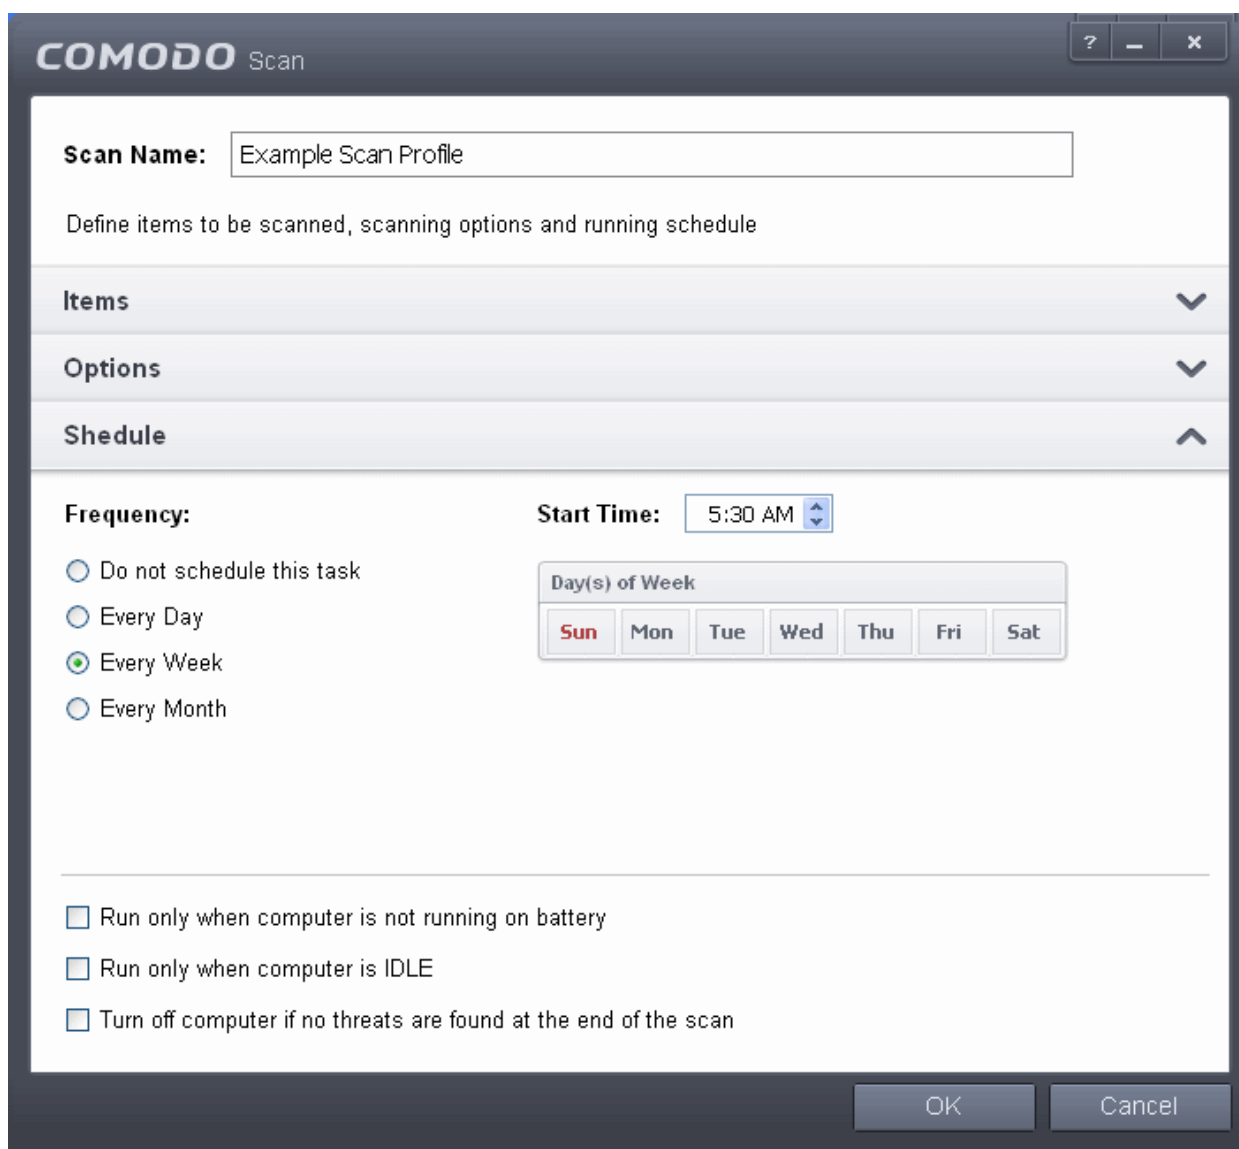 COMODO Scan
?
Scan Name: Example Scan Profile
Define items to be scanned, scanning options and running schedule
Items
Options
Shedule
Frequency:
Do not schedule this task
Every Day
Every Week
Every Month
Start Time: 5:30 AM
Day(s) of Week
Sun Mon Tue Wed Thu Fri Sat
Run only when computer is not running on battery
Run only when computer is IDLE
Turn off computer if no threats are found at the end of the scan
OK Cancel